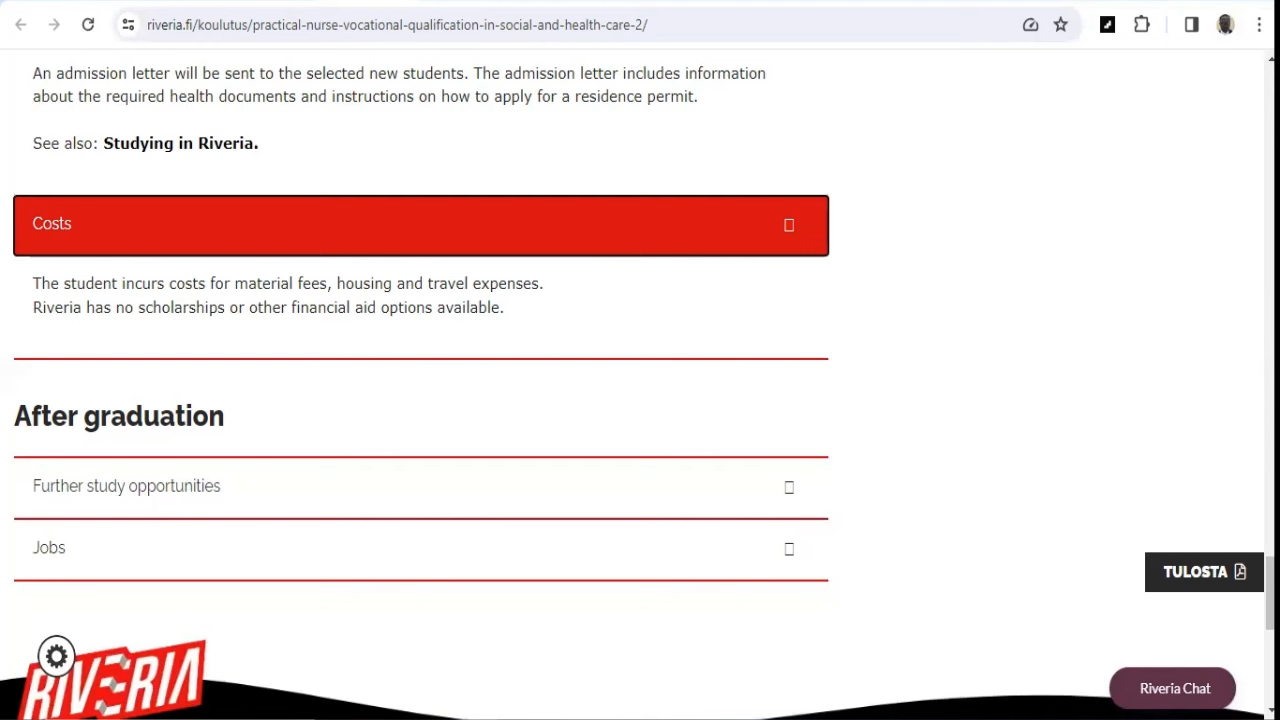 riveria.fi/koulutus/practical-nurse-vocational-qualification-in-social-and-health-care-2/
An admission letter will be sent to the selected new students. The admission letter includes information
about the required health documents and instructions on how to apply for a residence permit.
See also: Studying in Riveria.
Costs
The student incurs costs for material fees, housing and travel expenses.
Riveria has no scholarships or other financial aid options available.
After graduation
Further study opportunities
Jobs
TULOSTA
RIVERIA
Riveria Chat